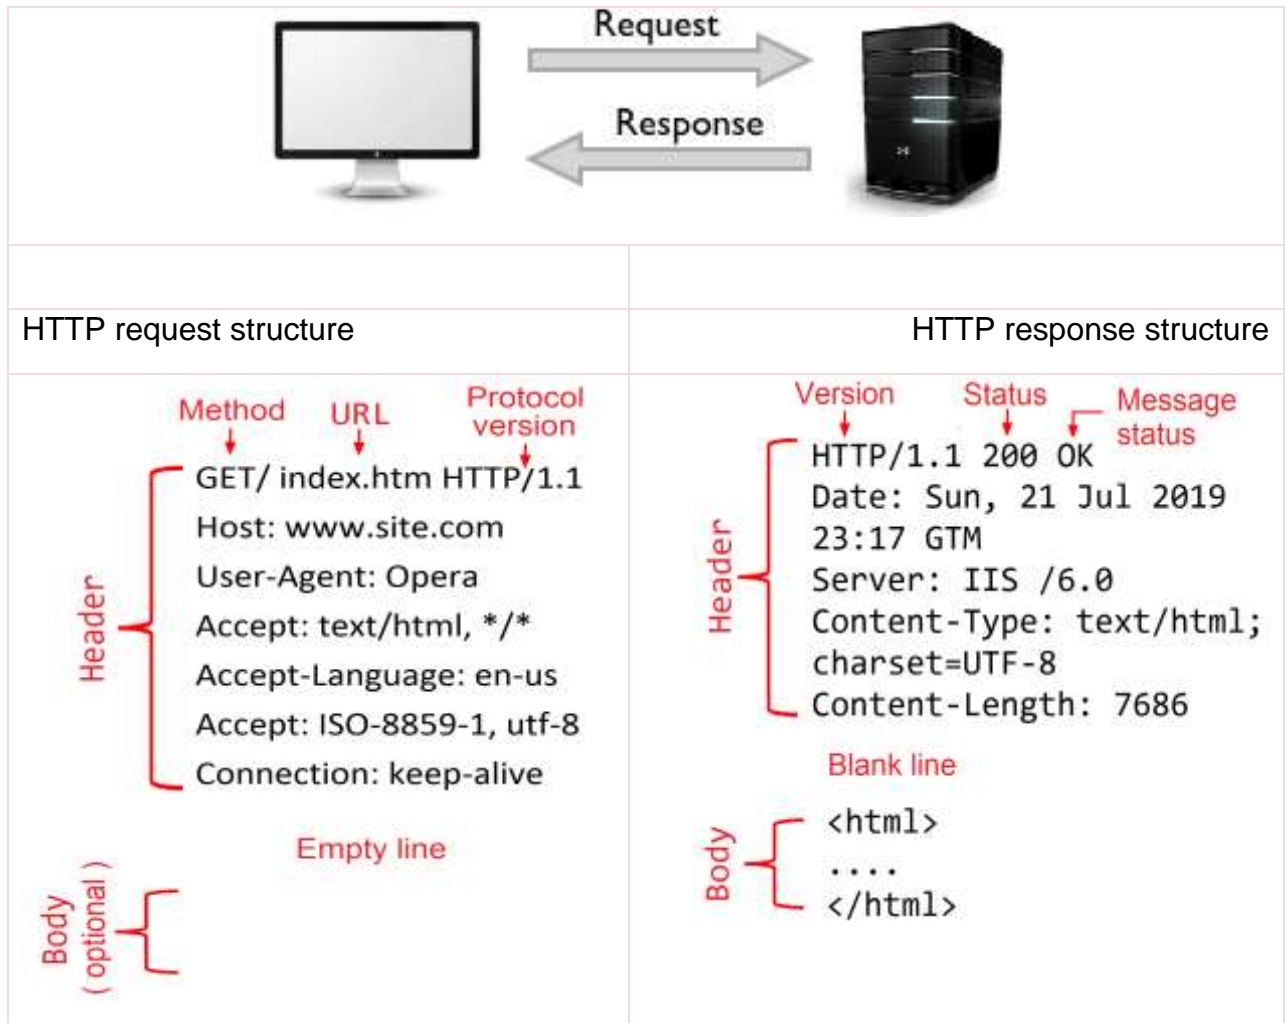 Request
Response
HTTP request structure
HTTP response structure
Method
URL
Protocol
version
GET/ index.htm HTTP/1.1
Host: www.site.com
User-Agent: Opera
Accept: text/html, */*
Accept-Language: en-us
Accept: ISO-8859-1, utf-8
Connection: keep-alive
Header
Empty line
Body
( optional )
Version
Status
Message
status
HTTP/1.1 200 OK
Date: Sun, 21 Jul 2019
23:17 GTM
Server: IIS /6.0
Content-Type: text/html;
charset=UTF-8
Content-Length: 7686
Header
Blank line
Body
<html>
....
</html>